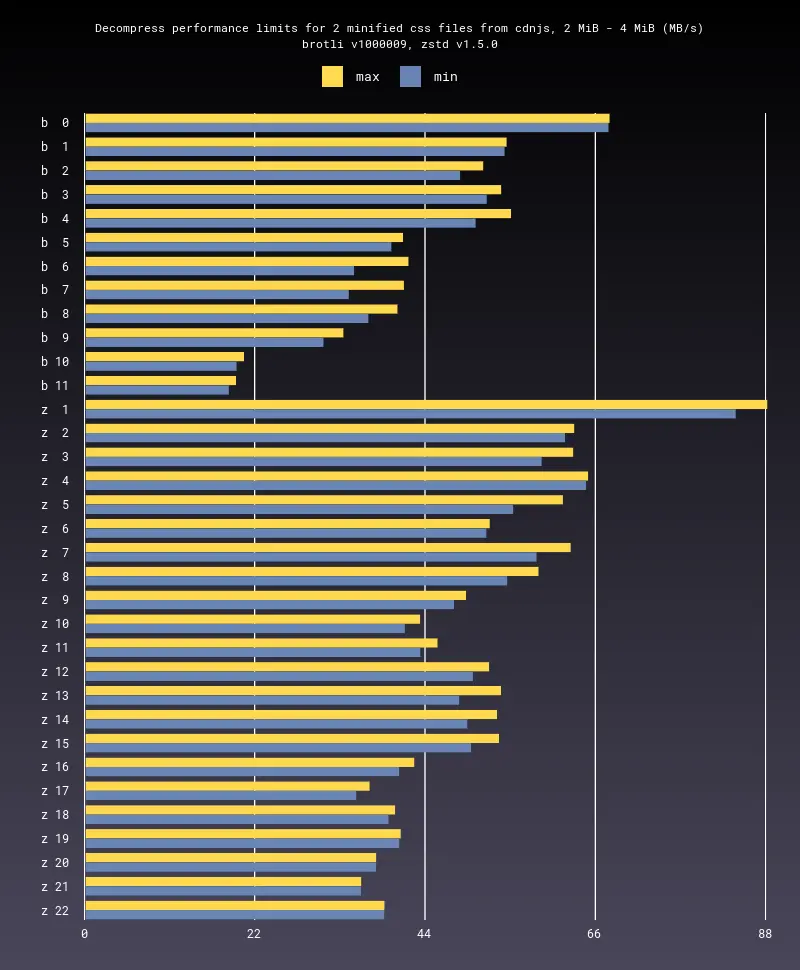 Decompress performance limits for 2 minified css files from cdnjs, 2 MiB - 4 MiB (MB/s)
brotli v1000009, zstd v1.5.0
max min
b 0
b 1
b 2
b 3
b 4
b 5
b 6
b 7
b 8
b 9
b 10
b 11
z 1
z 2
z 3
z 4
z 5
z 6
z 7
z 8
z 9
z 10
z 11
z 12
z 13
z 14
z 15
z 16
z 17
z 18
z 19
z 20
z 21
z 22
0 22 44 66 88